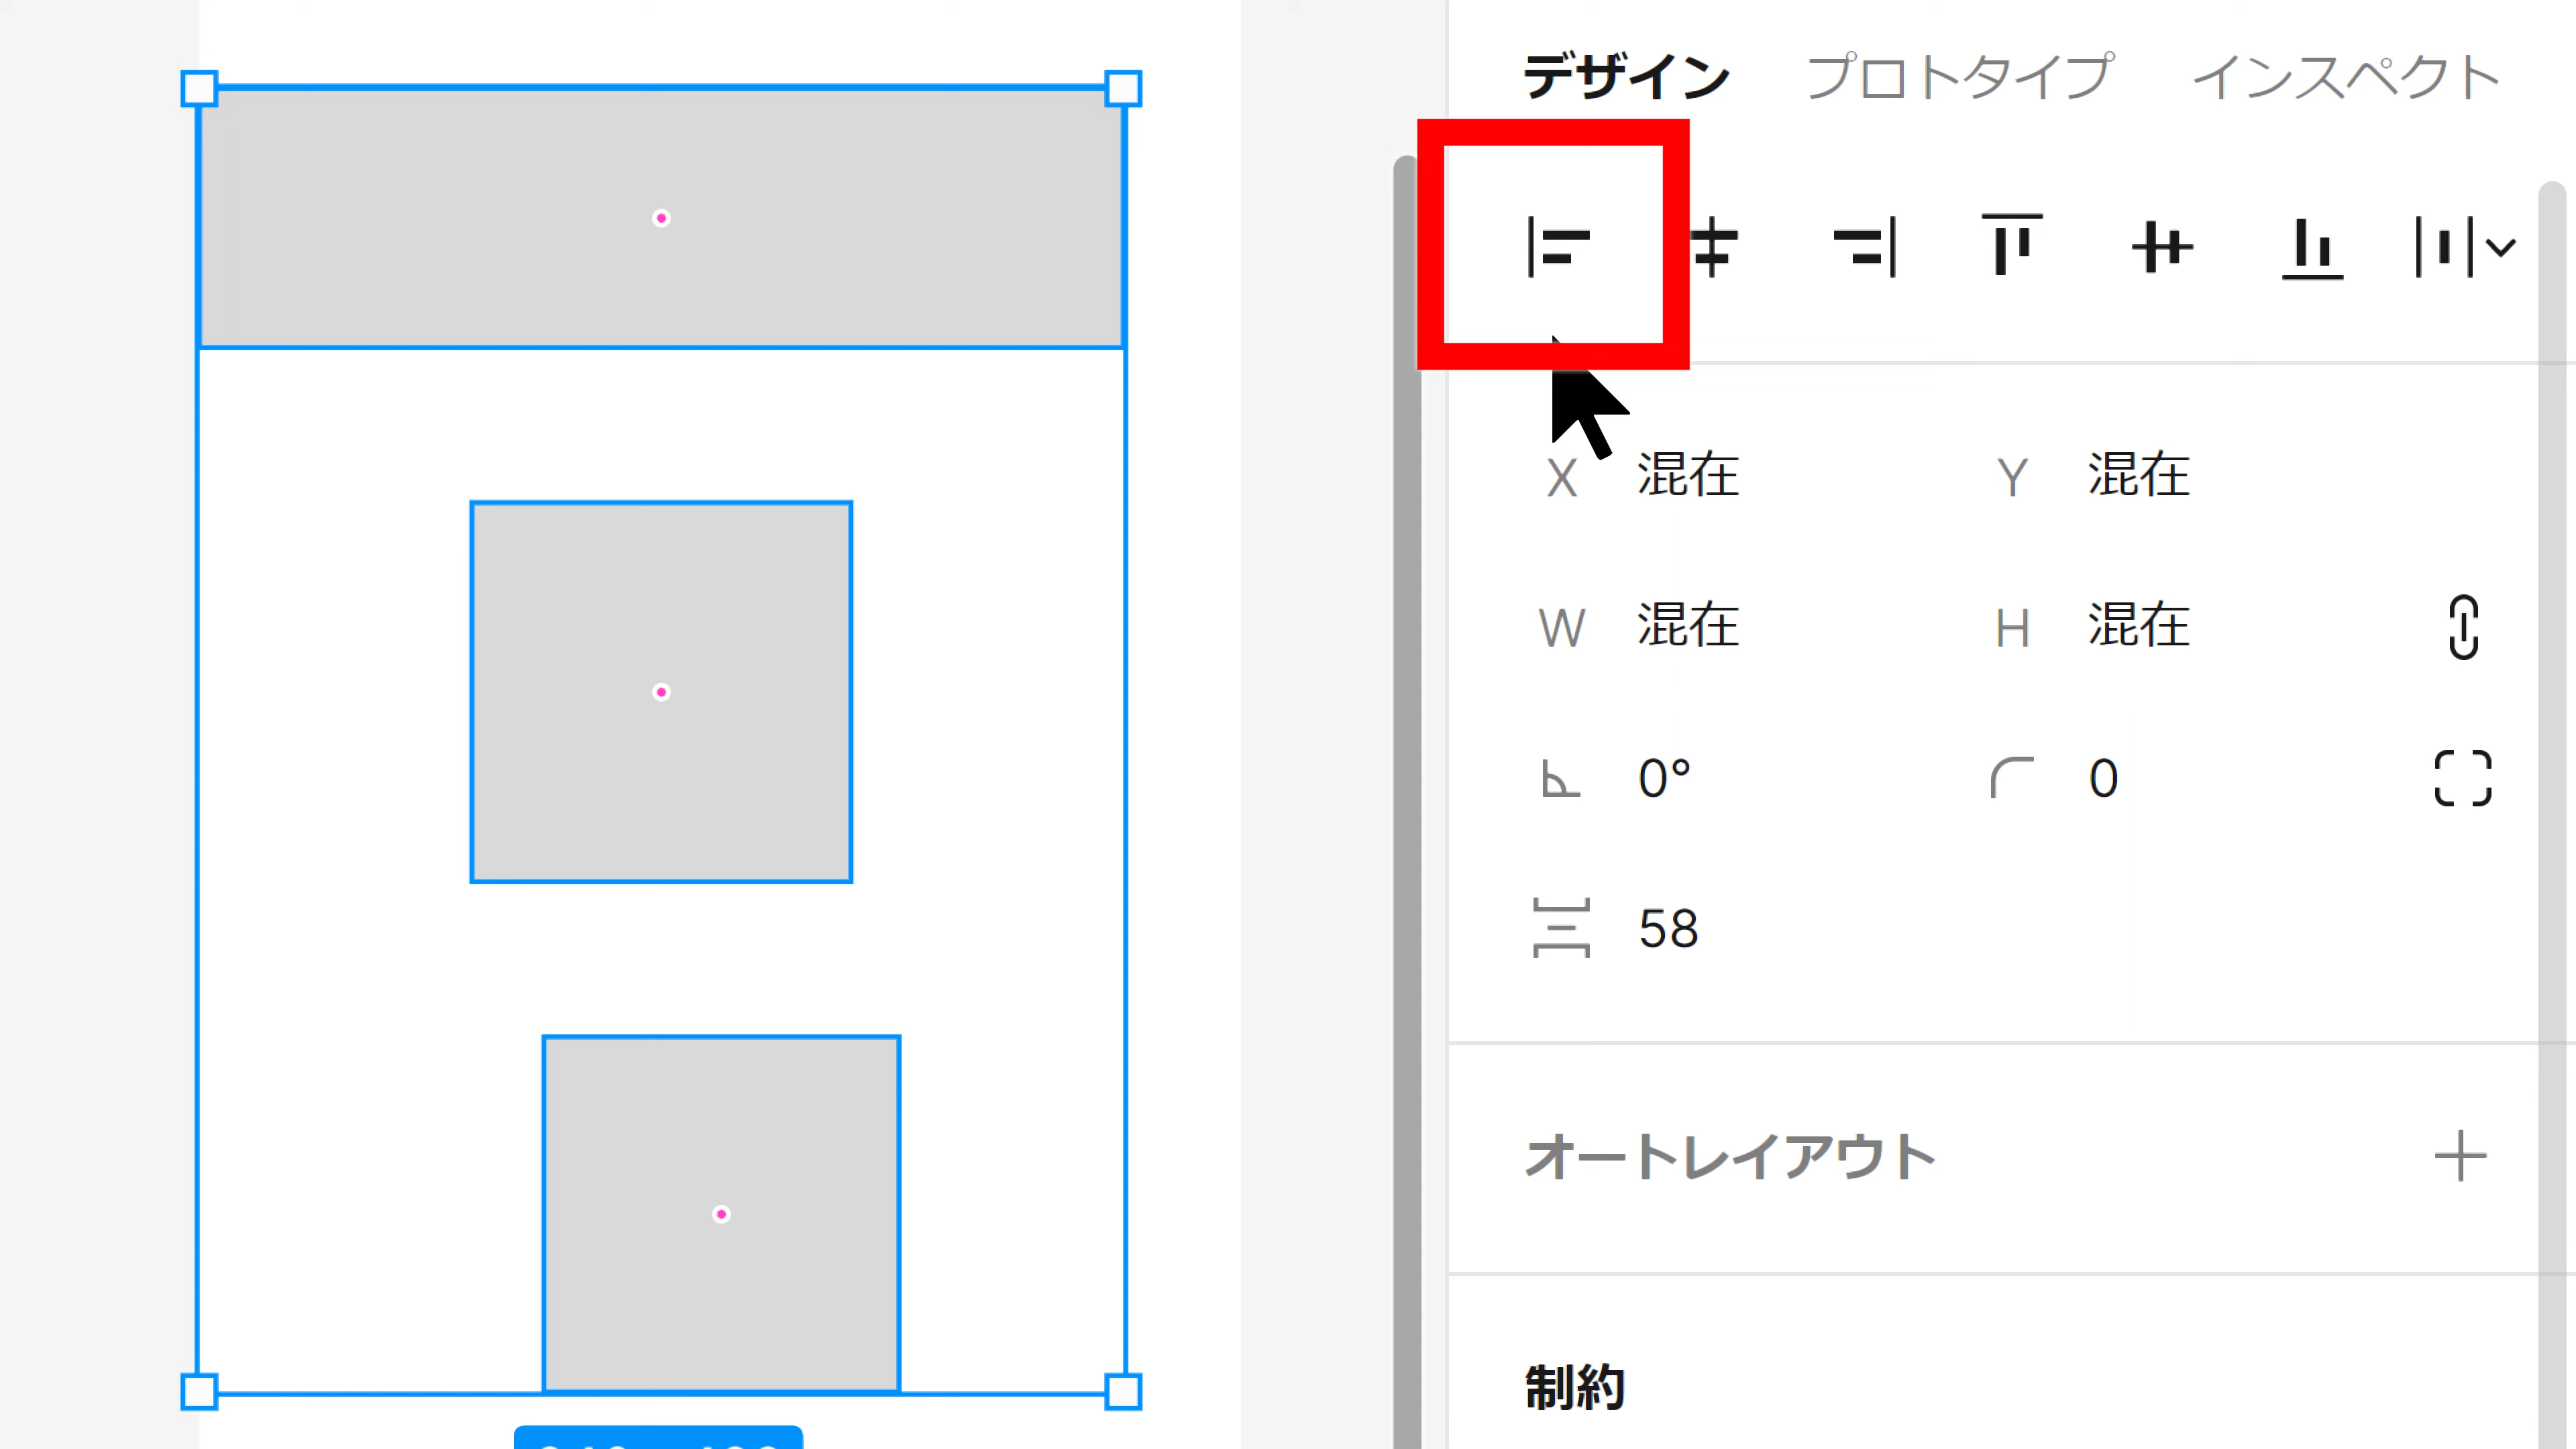 デザイン プロトタイプ インスペクト
X 混在 Y 混在
W 混在 H 混在
0° 0
58
オートレイアウト
制約